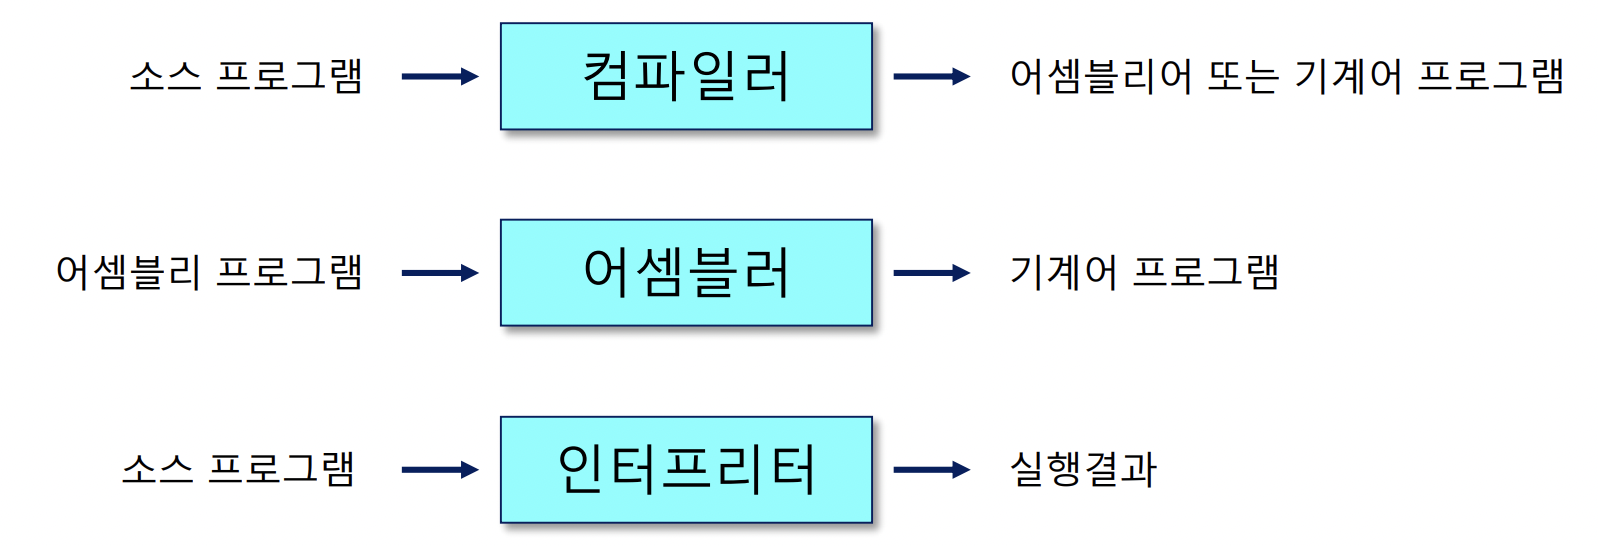 소스 프로그램
컴파일러
어셈블리어 또는 기계어 프로그램
어셈블리 프로그램
어셈블러
기계어 프로그램
소스 프로그램
인터프리터
실행결과